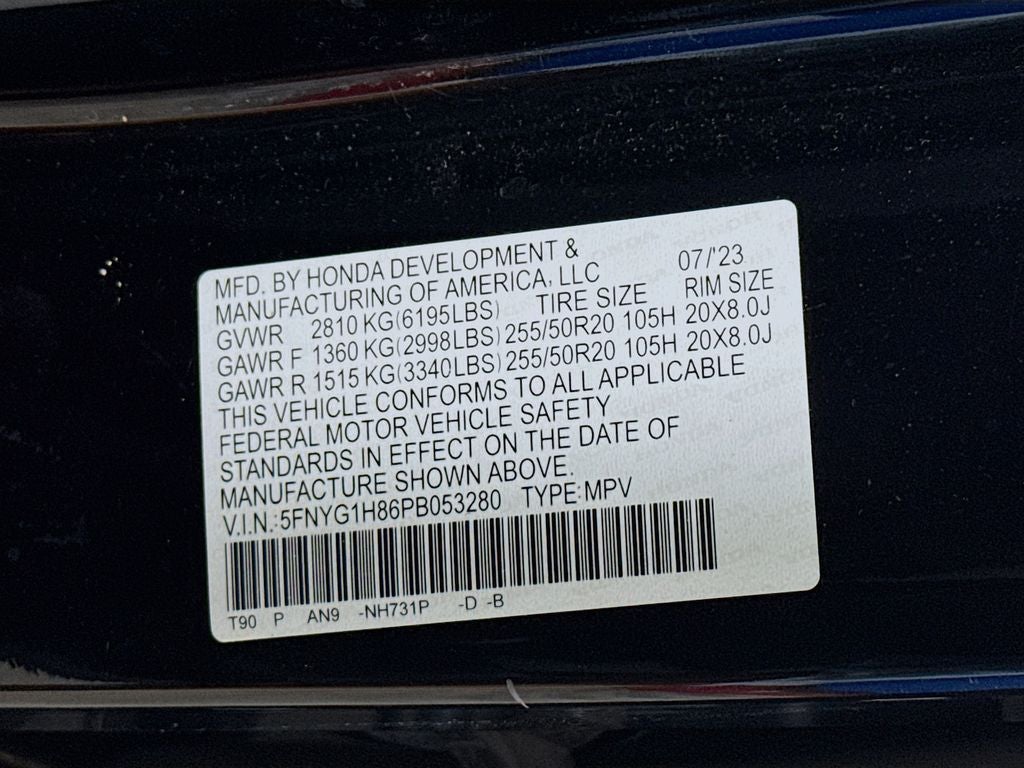 MFD. BY HONDA DEVELOPMENT &
MANUFACTURING OF AMERICA, LLC 07/'23
GVWR 2810 KG(6195LBS) TIRE SIZE RIM SIZE
GAWR F 1360 KG(2998LBS) 255/50R20 105H 20X8.0J
GAWR R 1515 KG(3340LBS) 255/50R20 105H 20X8.0J
THIS VEHICLE CONFORMS TO ALL APPLICABLE
FEDERAL MOTOR VEHICLE SAFETY
STANDARDS IN EFFECT ON THE DATE OF
MANUFACTURE SHOWN ABOVE.
V.I.N.:5FNYG1H86PB053280 TYPE:MPV
T90 P AN9 -NH731P -D -B